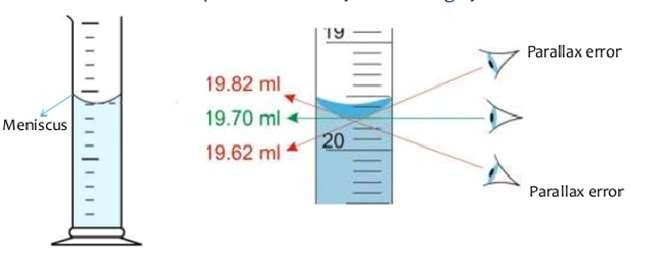 19
Parallax error
19.82 ml
19.70 ml
Meniscus
19.62 ml
20
Parallax error